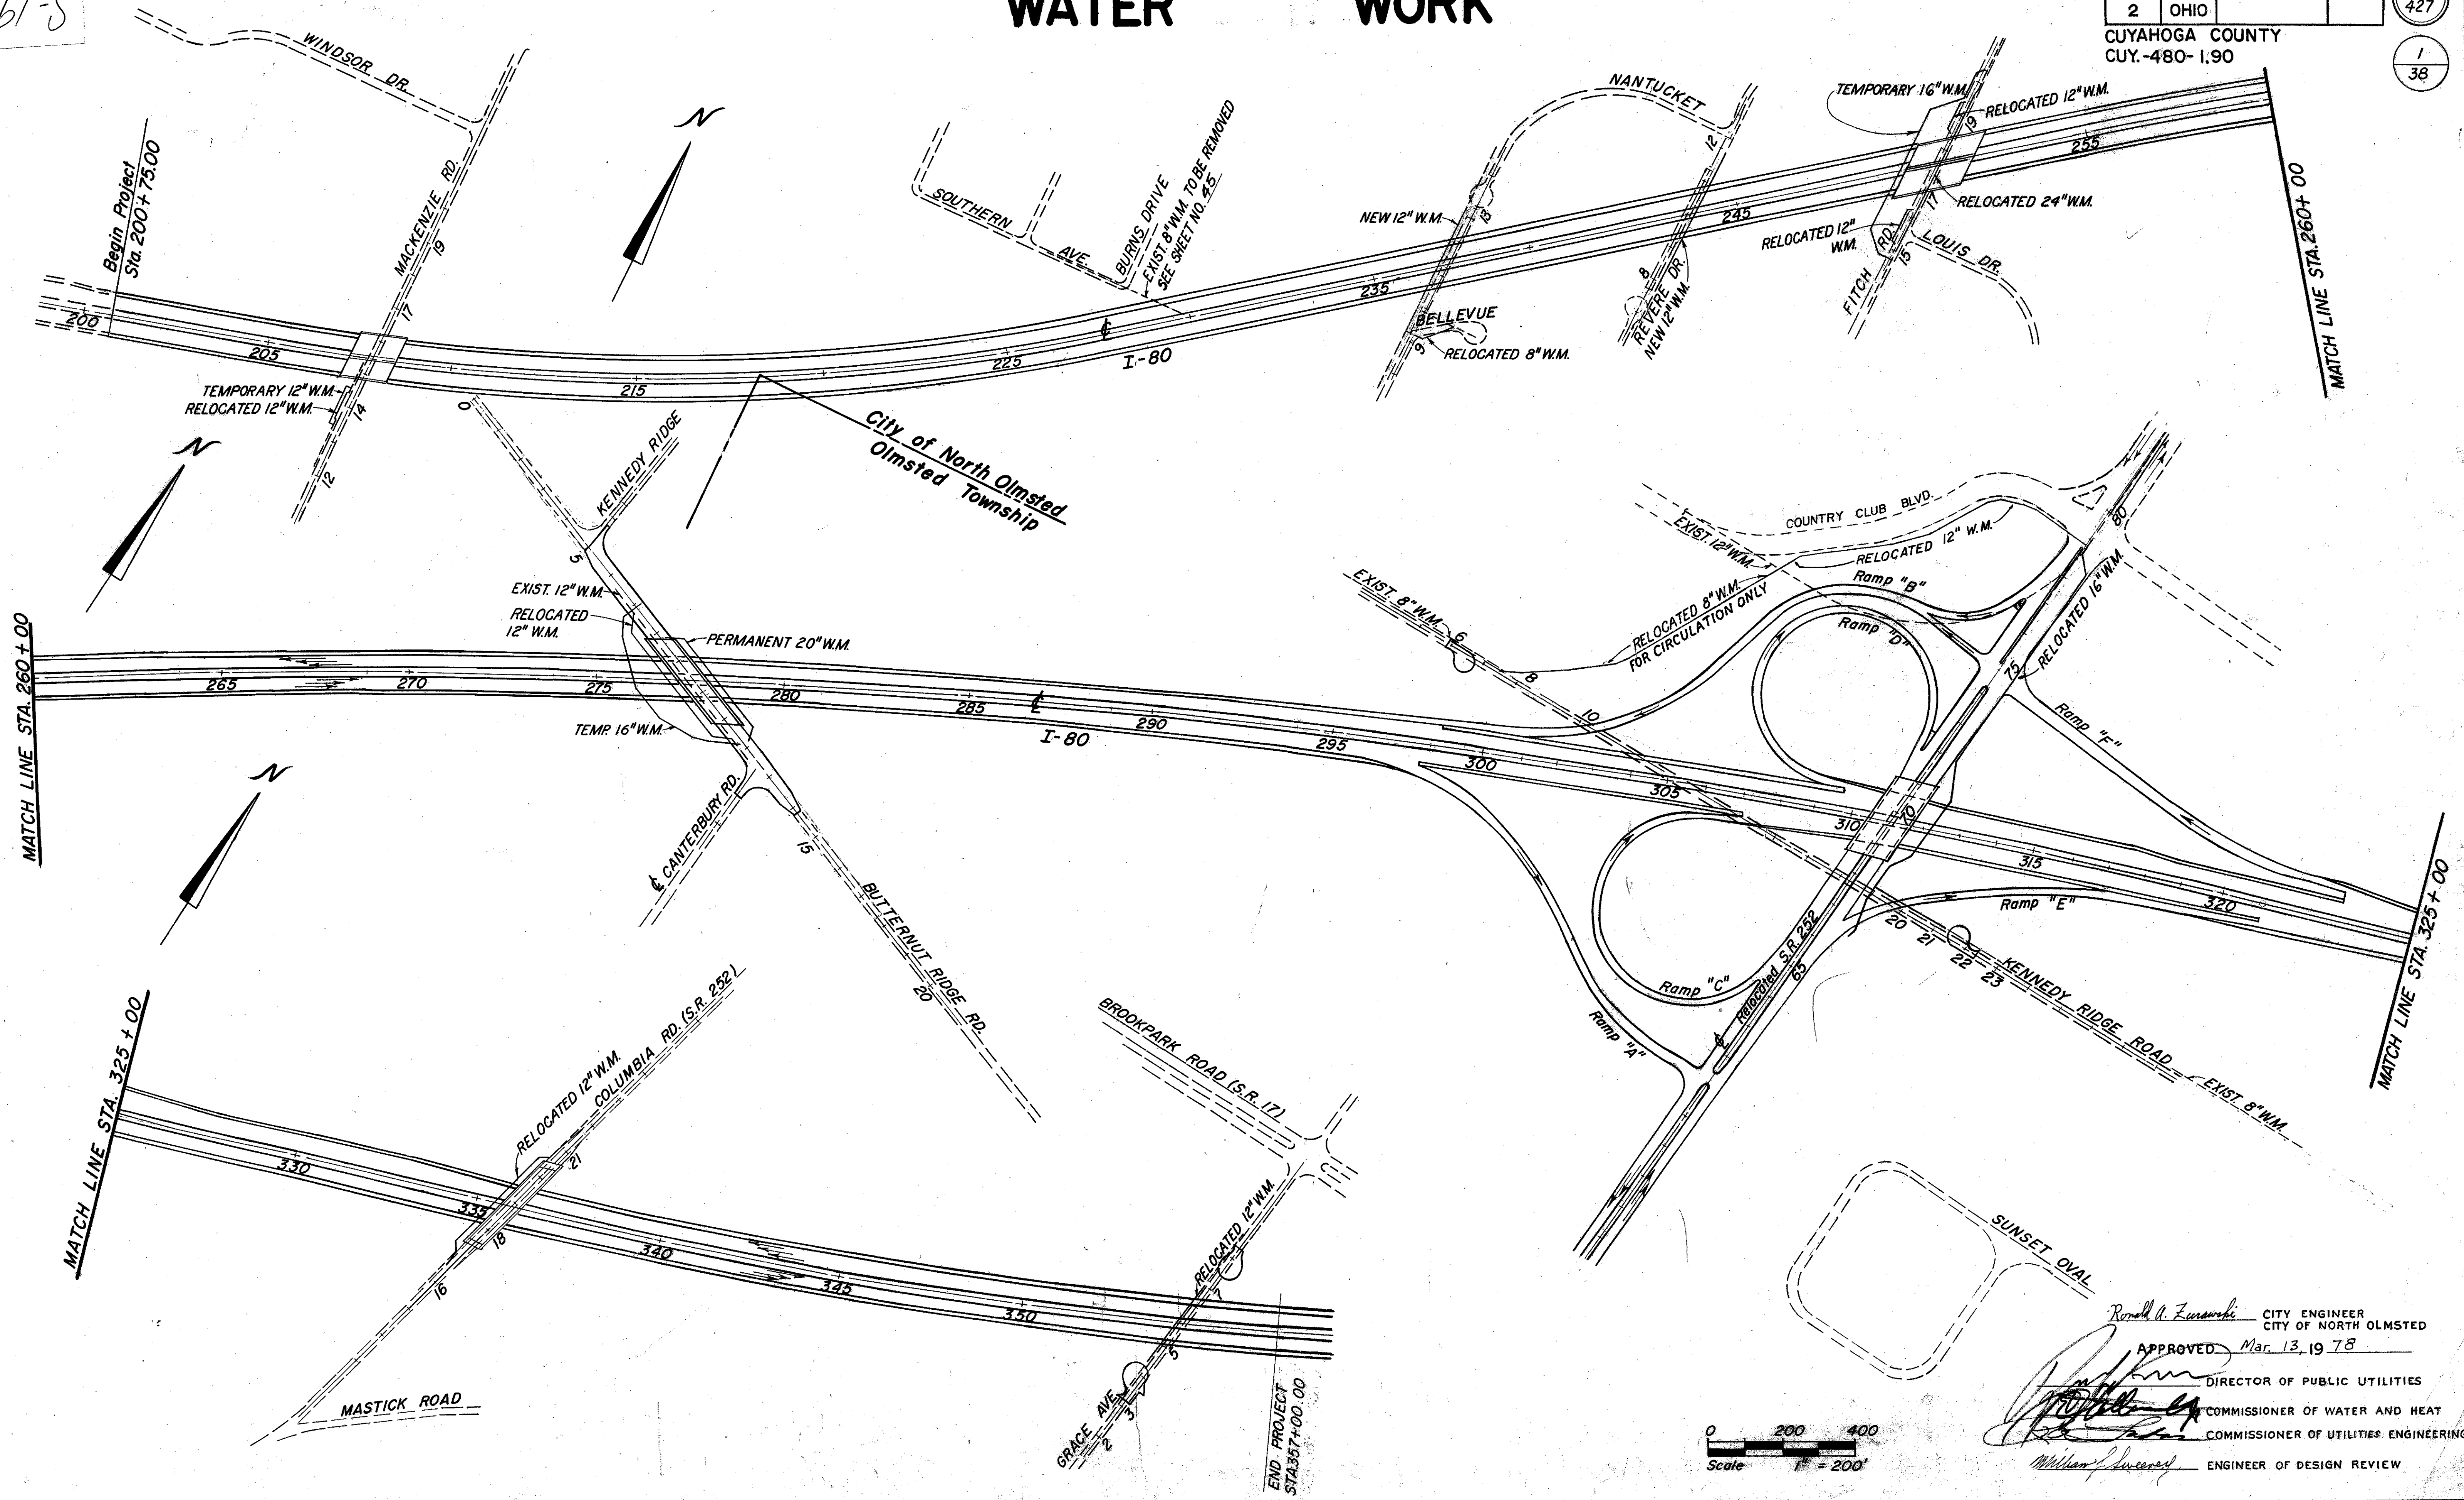 WATER WORK
2 OHIO
427
CUYAHOGA COUNTY
CUY.-480-1.90
1
38
WINDSOR DR.
Begin Project
Sta. 200+75.00
MACKENZIE RD.
19
17
14
12
TEMPORARY 12" W.M.
RELOCATED 12" W.M.
N
SOUTHERN AVE.
BURNS DRIVE
EXIST. 8" W.M. TO BE REMOVED
SEE SHEET NO. 45
NANTUCKET
12
NEW 12" W.M.
13
BELLEVUE
9
RELOCATED 8" W.M.
8
REVERE DR.
NEW 12" W.M.
TEMPORARY 16" W.M.
RELOCATED 12" W.M.
19
17
RELOCATED 24" W.M.
RELOCATED 12"
W.M.
FITCH RD.
15
LOUIS DR.
200
205
215
225
235
245
255
℄
I-80
MATCH LINE STA. 260+00
City of North Olmsted
Olmsted Township
N
MATCH LINE STA. 260+00
0
KENNEDY RIDGE
5
EXIST. 12" W.M.
RELOCATED
12" W.M.
PERMANENT 20" W.M.
TEMP. 16" W.M.
℄ CANTERBURY RD.
15
BUTTERNUT RIDGE RD.
20
265
270
275
280
285
℄
290
I-80
295
300
305
310
315
320
EXIST. 8" W.M.
6
8
10
EXIST. 12" W.M.
COUNTRY CLUB BLVD.
RELOCATED 12" W.M.
RELOCATED 8" W.M.
FOR CIRCULATION ONLY
Ramp "B"
Ramp "D"
80
RELOCATED 16" W.M.
75
Ramp "F"
70
Ramp "E"
Ramp "C"
Ramp "A"
℄ Relocated S.R. 252
65
20
21
22
23
KENNEDY RIDGE ROAD
EXIST. 8" W.M.
MATCH LINE STA. 325+00
N
MATCH LINE STA. 325+00
RELOCATED 12" W.M.
COLUMBIA RD. (S.R. 252)
21
18
16
MASTICK ROAD
330
335
340
345
350
BROOKPARK ROAD (S.R. 17)
RELOCATED 12" W.M.
7
5
3
2
GRACE AVE.
END PROJECT
STA.357+00.00
SUNSET OVAL
0 200 400
Scale 1" = 200'
Ronald A. Zurawski CITY ENGINEER
CITY OF NORTH OLMSTED
APPROVED Mar. 13, 19 78
DIRECTOR OF PUBLIC UTILITIES
COMMISSIONER OF WATER AND HEAT
COMMISSIONER OF UTILITIES ENGINEERING
William J Sweeney ENGINEER OF DESIGN REVIEW